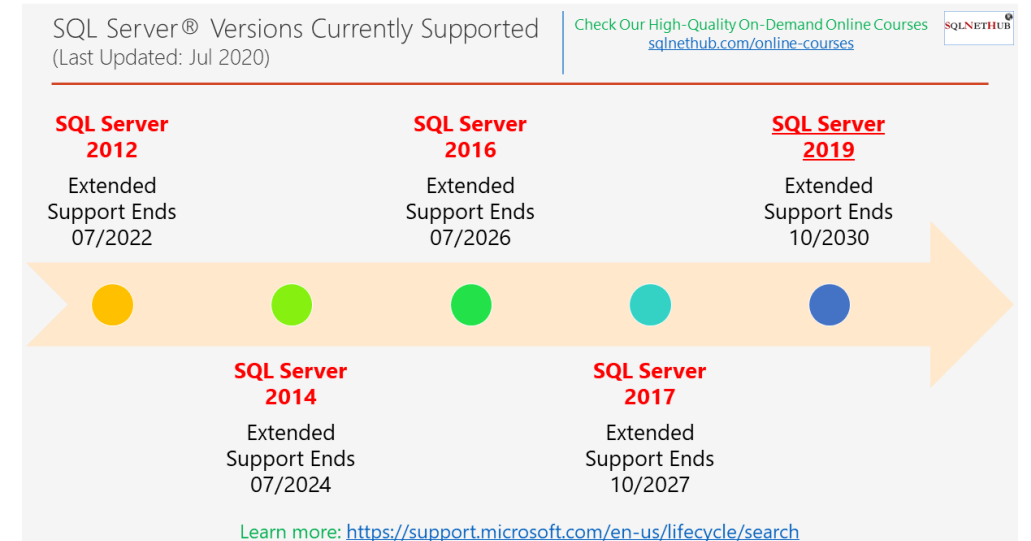 SQL Server® Versions Currently Supported
(Last Updated: Jul 2020)
Check Our High-Quality On-Demand Online Courses
sqlnethub.com/online-courses
SQLNETHUB
SQL Server
2012
Extended
Support Ends
07/2022
SQL Server
2016
Extended
Support Ends
07/2026
SQL Server
2019
Extended
Support Ends
10/2030
SQL Server
2014
Extended
Support Ends
07/2024
SQL Server
2017
Extended
Support Ends
10/2027
Learn more: https://support.microsoft.com/en-us/lifecycle/search